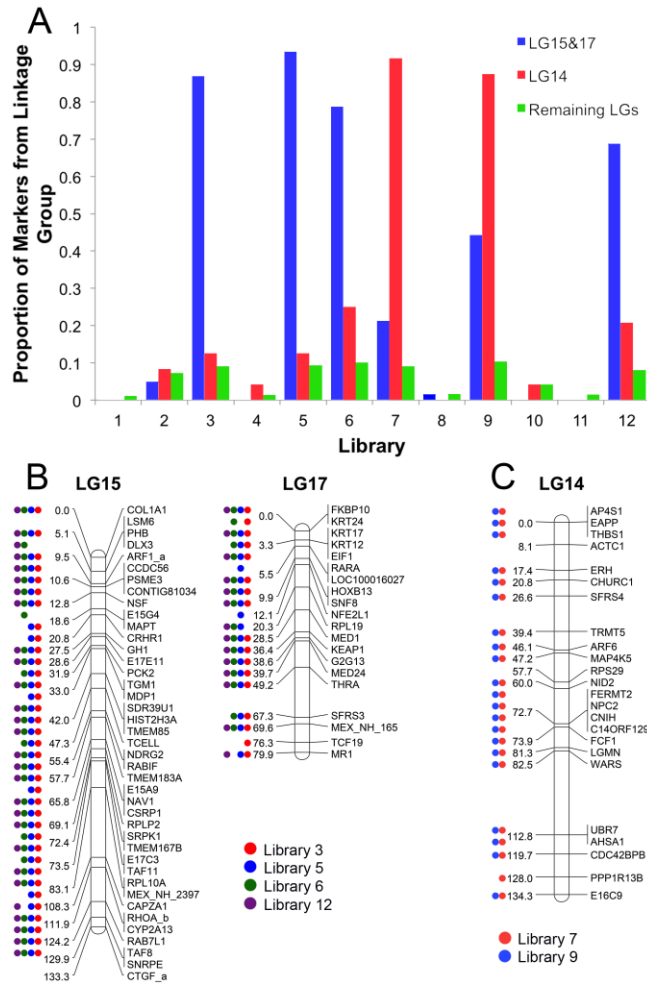 A
Proportion of Markers from Linkage
Group
1
0.9
0.8
0.7
0.6
0.5
0.4
0.3
0.2
0.1
0
LG15&17
LG14
Remaining LGs
1 2 3 4 5 6 7 8 9 10 11 12
Library
B
LG15
0.0
5.1
9.5
10.6
12.8
18.6
20.8
27.5
28.6
31.9
33.0
42.0
47.3
55.4
57.7
65.8
69.1
72.4
73.5
83.1
108.3
111.9
124.2
129.9
133.3
COL1A1
LSM6
PHB
DLX3
ARF1_a
CCDC56
PSME3
CONTIG81034
NSF
E15G4
MAPT
CRHR1
GH1
E17E11
PCK2
TGM1
MDP1
SDR39U1
HIST2H3A
TMEM85
TCELL
NDRG2
RABIF
TMEM183A
E15A9
NAV1
CSRP1
RPLP2
SRPK1
TMEM167B
E17C3
TAF11
RPL10A
MEX_NH_2397
CAPZA1
RHOA_b
CYP2A13
RAB7L1
TAF8
SNRPE
CTGF_a
LG17
0.0
3.3
5.5
9.9
12.1
20.3
28.5
36.4
38.6
39.7
49.2
67.3
69.6
76.3
79.9
FKBP10
KRT24
KRT17
KRT12
EIF1
RARA
LOC100016027
HOXB13
SNF8
NFE2L1
RPL19
MED1
KEAP1
G2G13
MED24
THRA
SFRS3
MEX_NH_165
TCF19
MR1
Library 3
Library 5
Library 6
Library 12
C
LG14
0.0
8.1
17.4
20.8
26.6
39.4
46.1
47.2
57.7
60.0
72.7
73.9
81.3
82.5
112.8
119.7
128.0
134.3
AP4S1
EAPP
THBS1
ACTC1
ERH
CHURC1
SFRS4
TRMT5
ARF6
MAP4K5
RPS29
NID2
FERMT2
NPC2
CNIH
C14ORF129
FCF1
LGMN
WARS
UBR7
AHSA1
CDC42BPB
PPP1R13B
E16C9
Library 7
Library 9